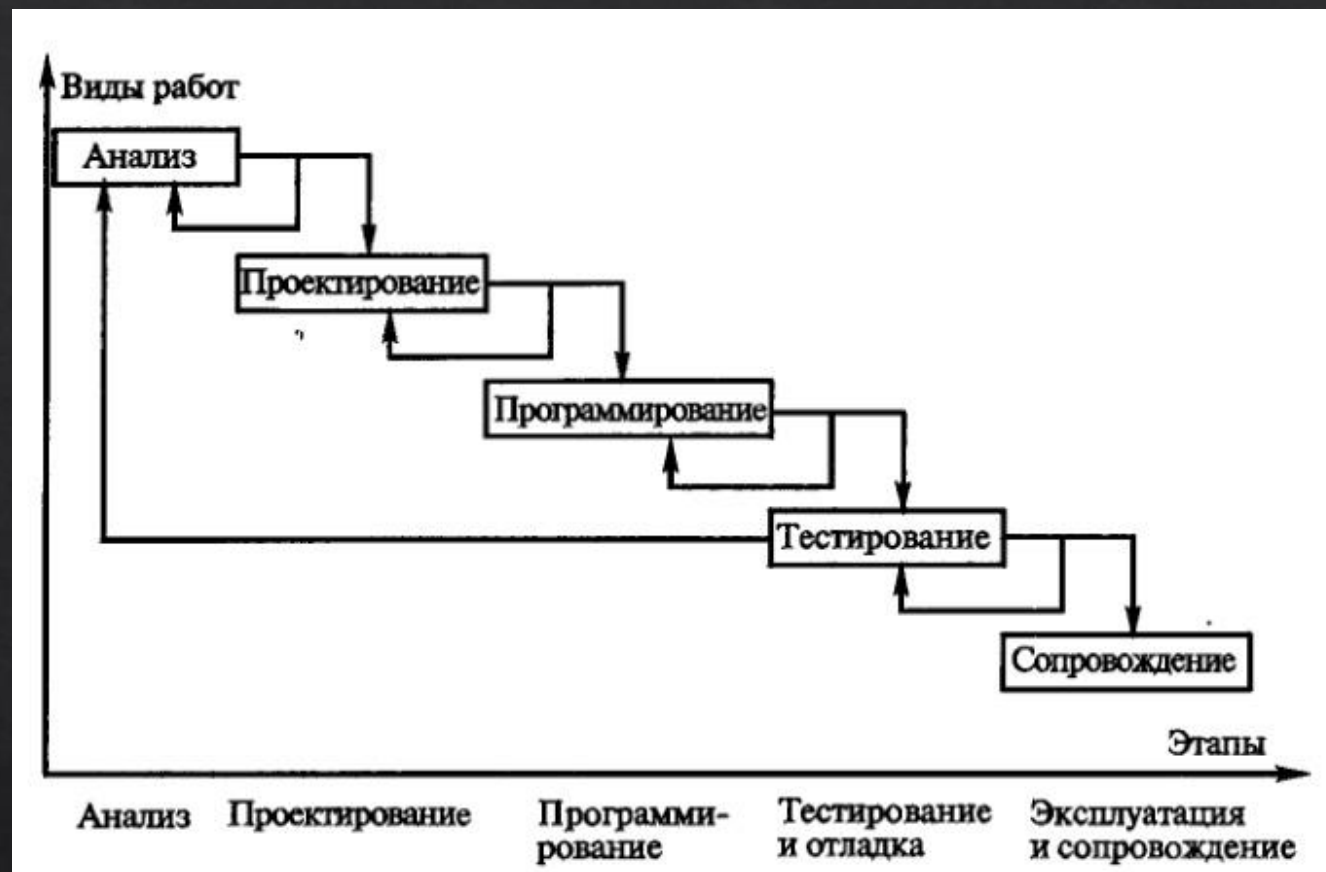 Виды работ
Анализ
Проектирование
Программирование
Тестирование
Сопровождение
Этапы
Анализ
Проектирование
Программи-
рование
Тестирование
и отладка
Эксплуатация
и сопровождение